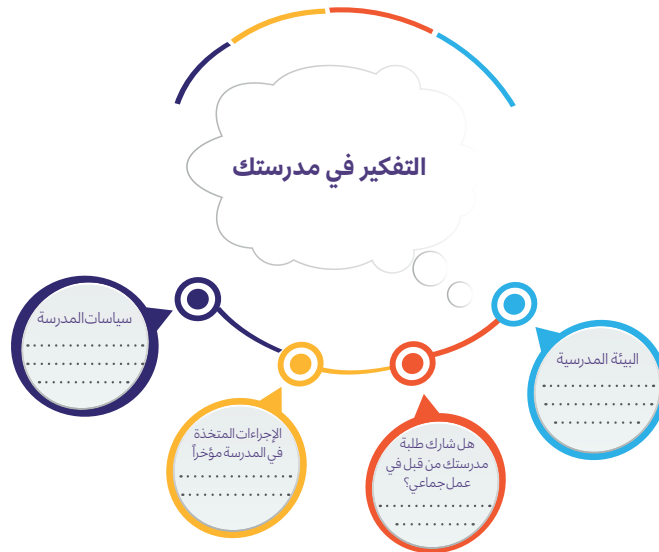 التفكير في مدرستك
البيئة المدرسية
هل شارك طلبة
مدرستك من قبل في
عمل جماعي؟
الإجراءات المتخذة
في المدرسة مؤخراً
سياسات المدرسة